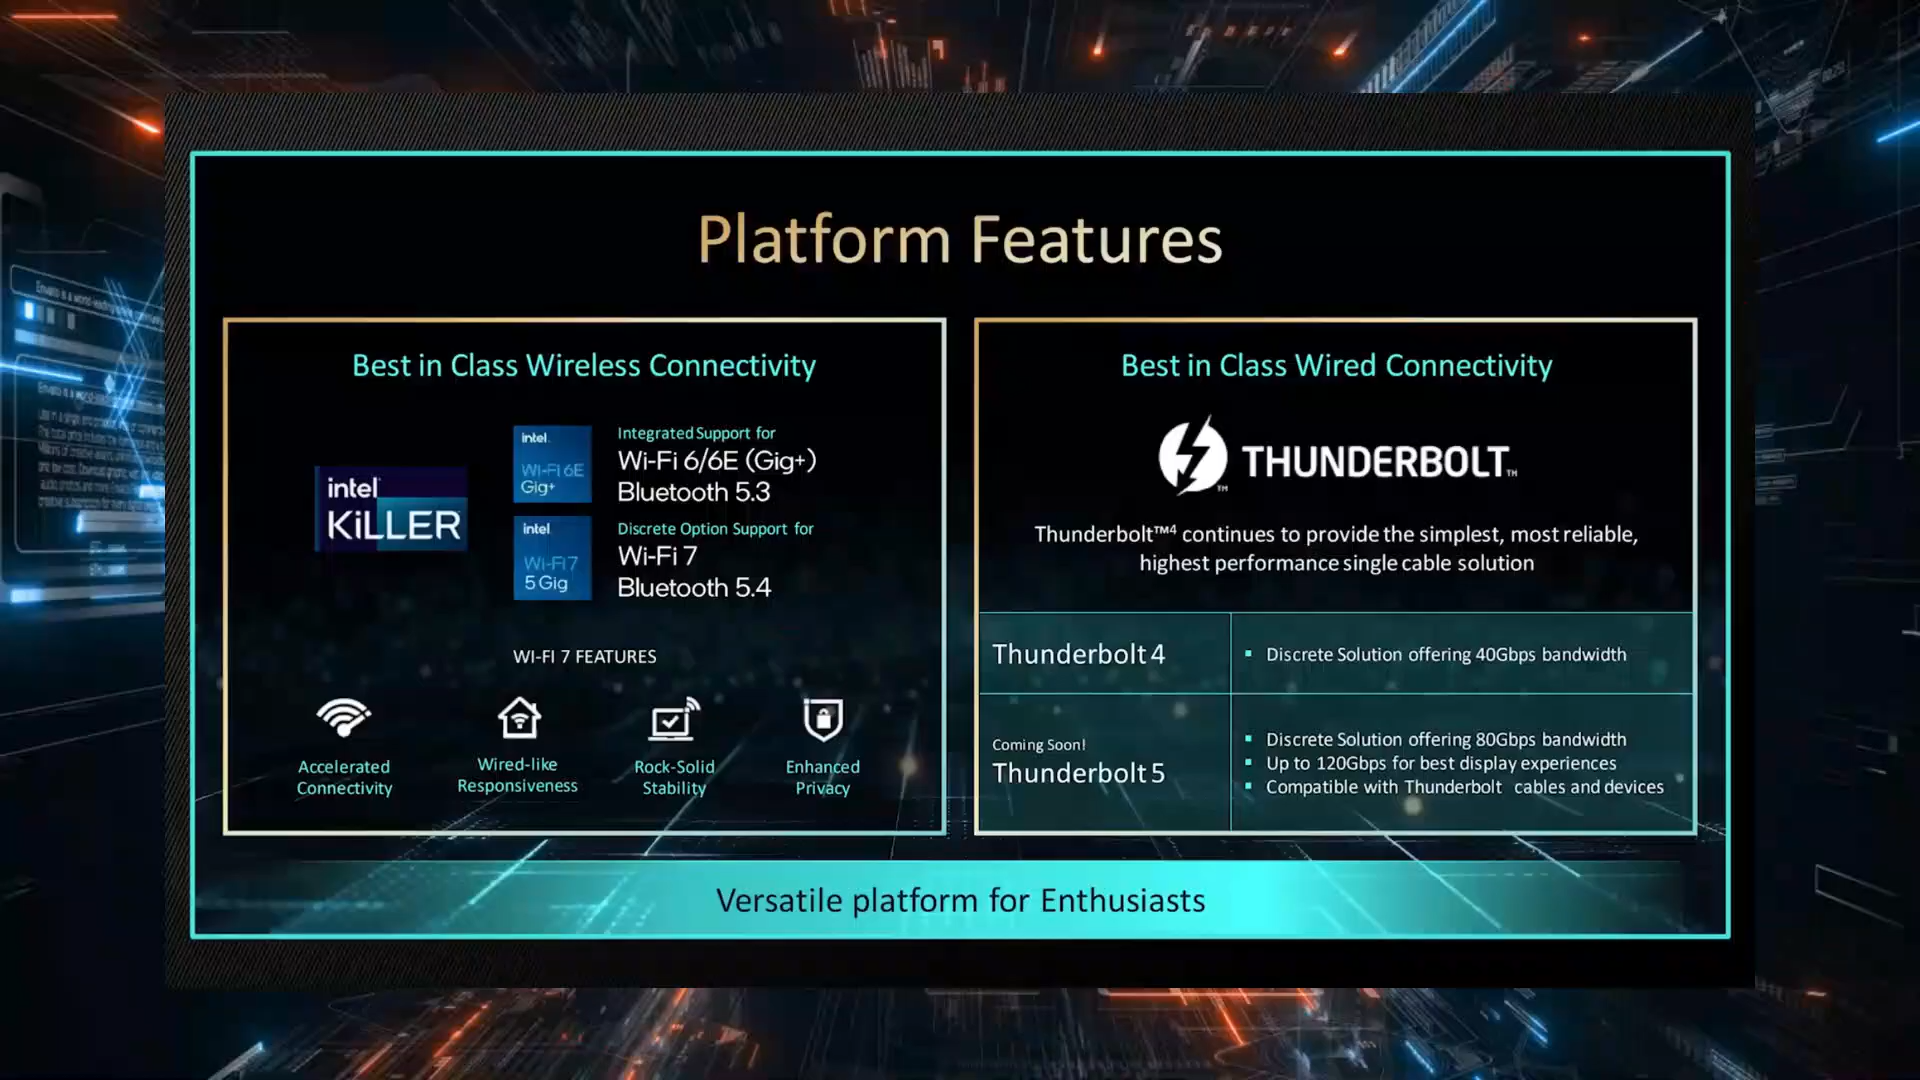 Platform Features
Best in Class Wireless Connectivity
intel
KiLLER
intel
Wi-Fi 6E
Gig+
Integrated Support for
Wi-Fi 6/6E (Gig+)
Bluetooth 5.3
intel
Wi-Fi 7
5 Gig
Discrete Option Support for
Wi-Fi 7
Bluetooth 5.4
WI-FI 7 FEATURES
Accelerated
Connectivity
Wired-like
Responsiveness
Rock-Solid
Stability
Enhanced
Privacy
Best in Class Wired Connectivity
THUNDERBOLT™
Thunderbolt™⁴ continues to provide the simplest, most reliable,
highest performance single cable solution
Thunderbolt 4
▪ Discrete Solution offering 40Gbps bandwidth
Coming Soon!
Thunderbolt 5
▪ Discrete Solution offering 80Gbps bandwidth
▪ Up to 120Gbps for best display experiences
▪ Compatible with Thunderbolt cables and devices
Versatile platform for Enthusiasts